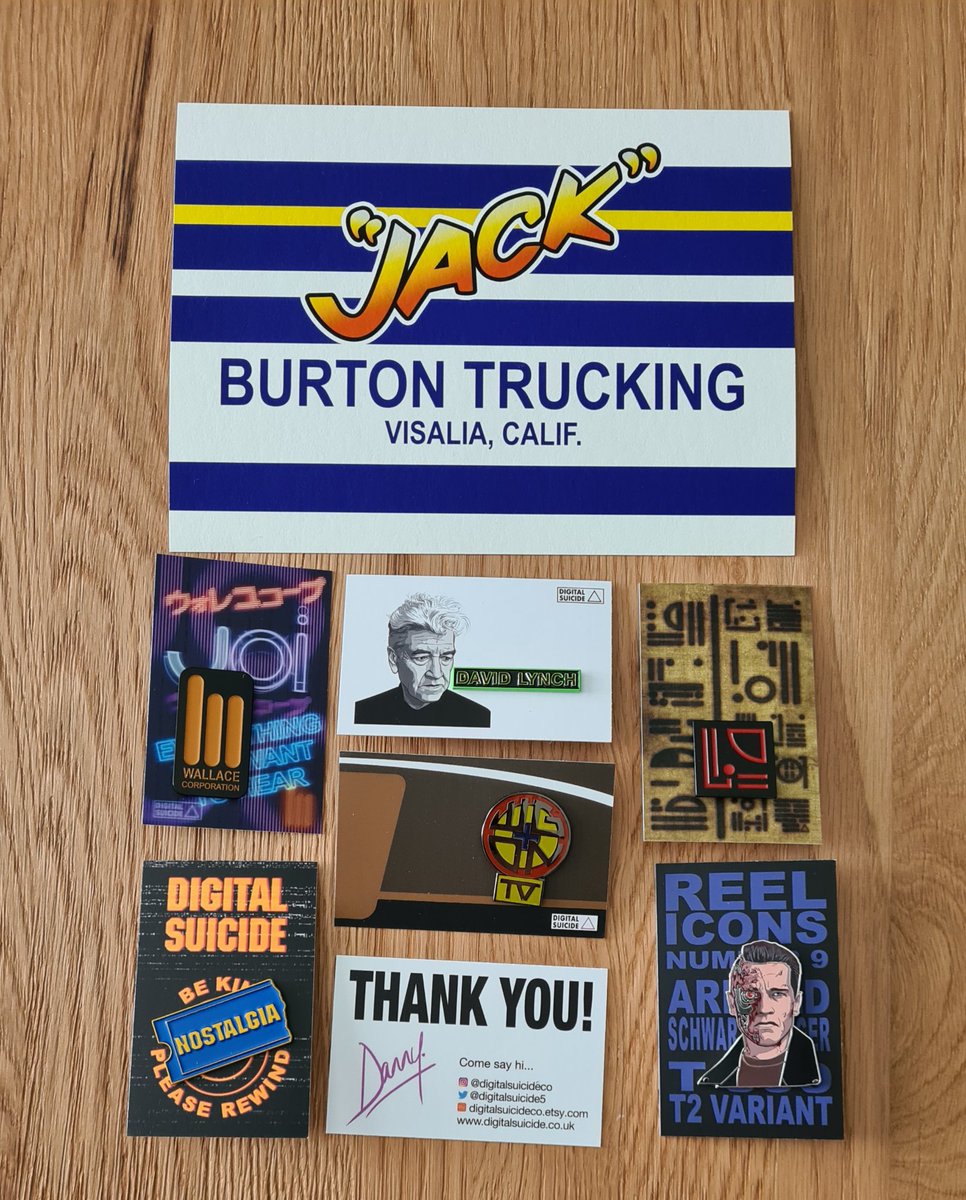 "JACK"
BURTON TRUCKING
VISALIA, CALIF.
ウォレスコープ
JOI
WALLACE
CORPORATION
DIGITAL
SUICIDE
DIGITAL
SUICIDE
DAVID LYNCH
TV
DIGITAL
SUICIDE
DIGITAL
SUICIDE
BE KIND
NOSTALGIA
PLEASE REWIND
THANK YOU!
Danny.
Come say hi...
@digitalsuicideco
@digitalsuicide5
digitalsuicideco.etsy.com
www.digitalsuicide.co.uk
REEL
ICONS
T2 VARIANT